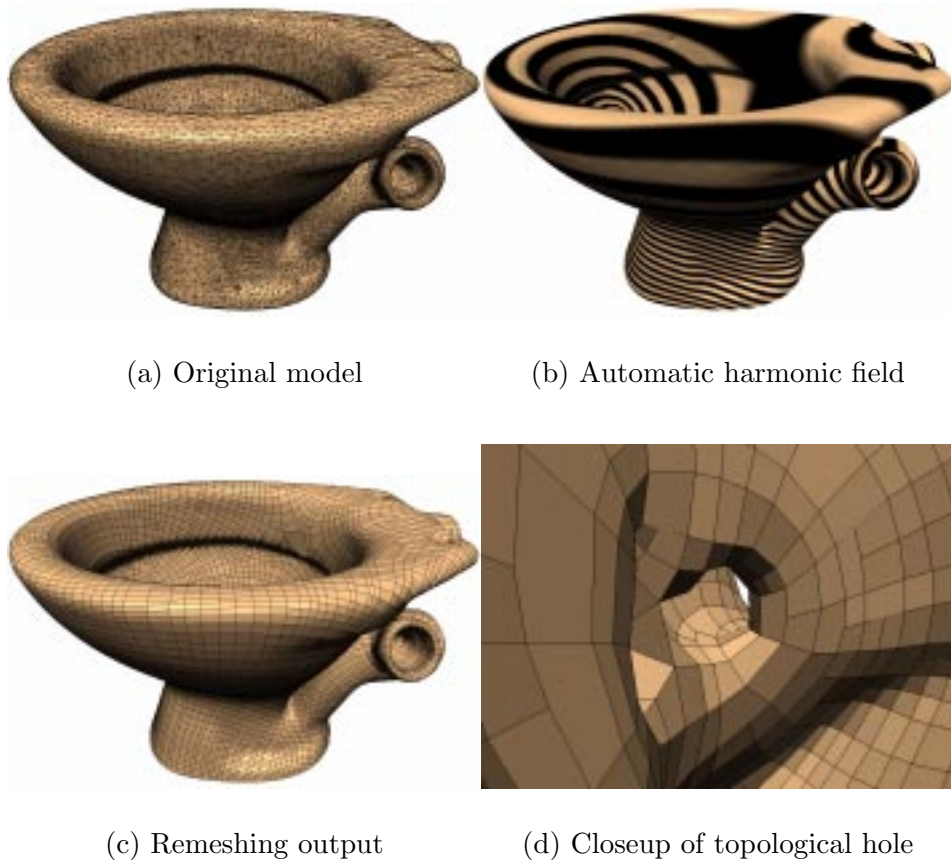 (a) Original model
(b) Automatic harmonic field
(c) Remeshing output
(d) Closeup of topological hole